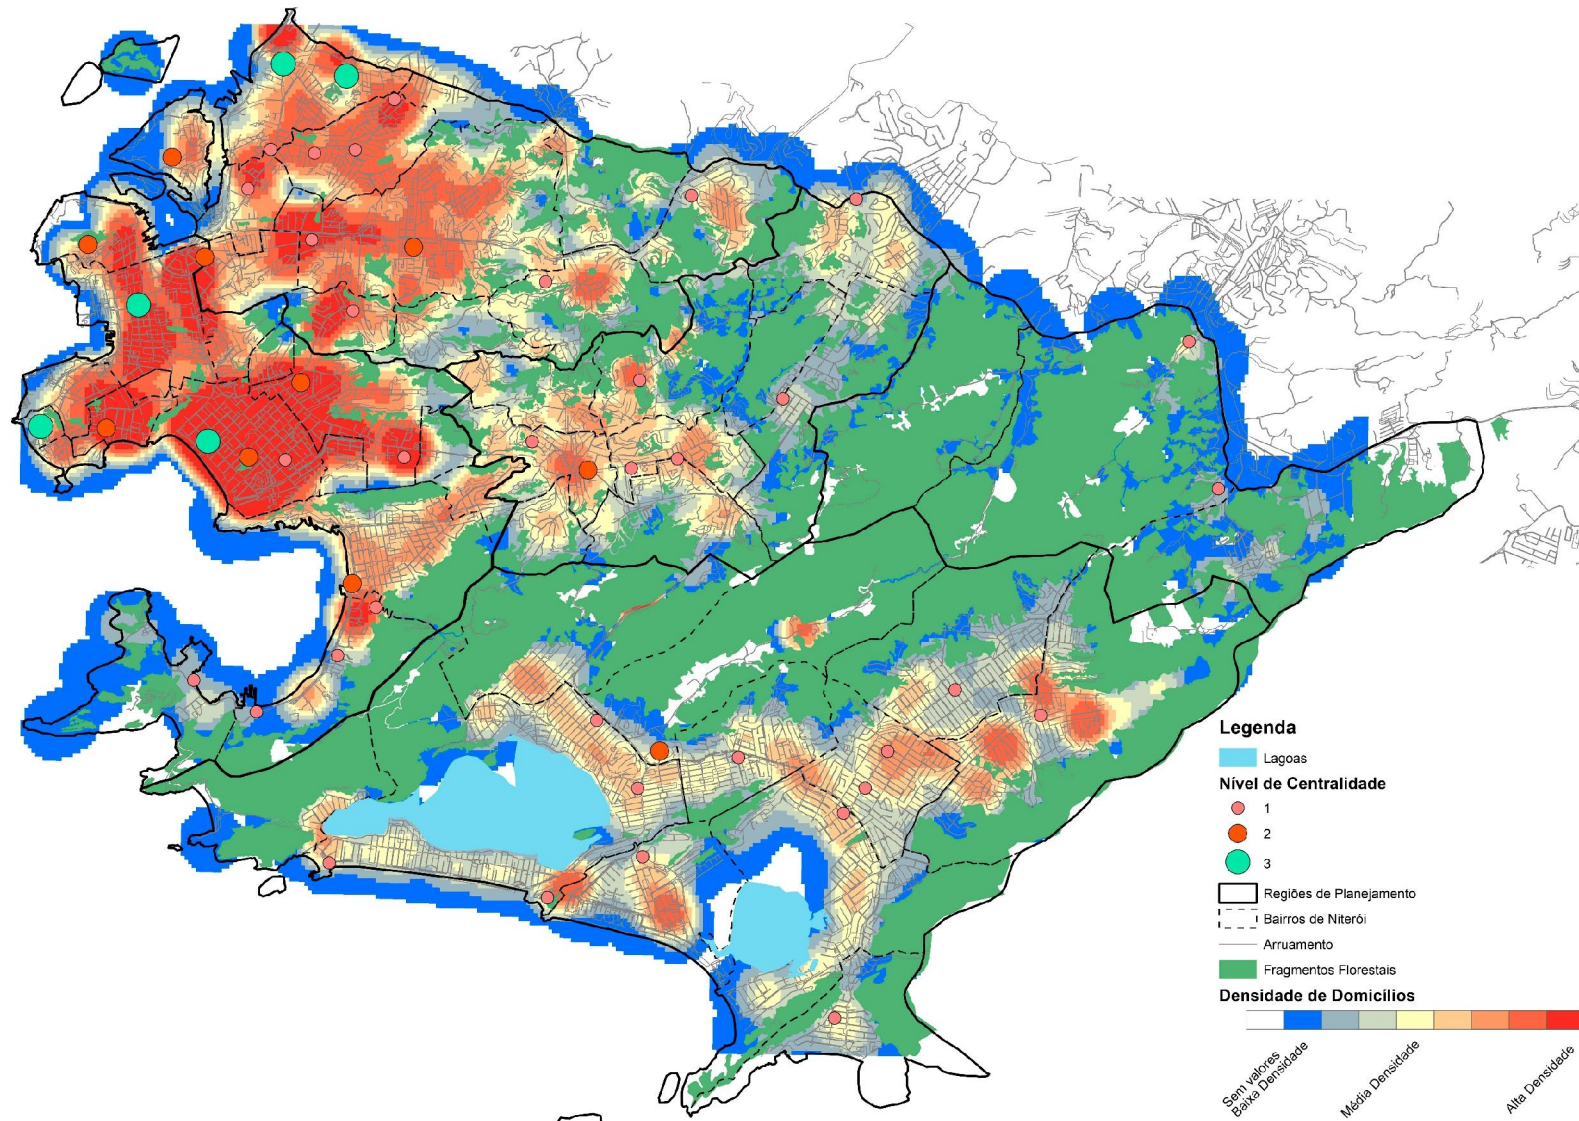 Legenda
Lagoas
Nível de Centralidade
1
2
3
Regiões de Planejamento
Bairros de Niterói
Arruamento
Fragmentos Florestais
Densidade de Domicílios
Sem valores
Baixa Densidade
Média Densidade
Alta Densidade